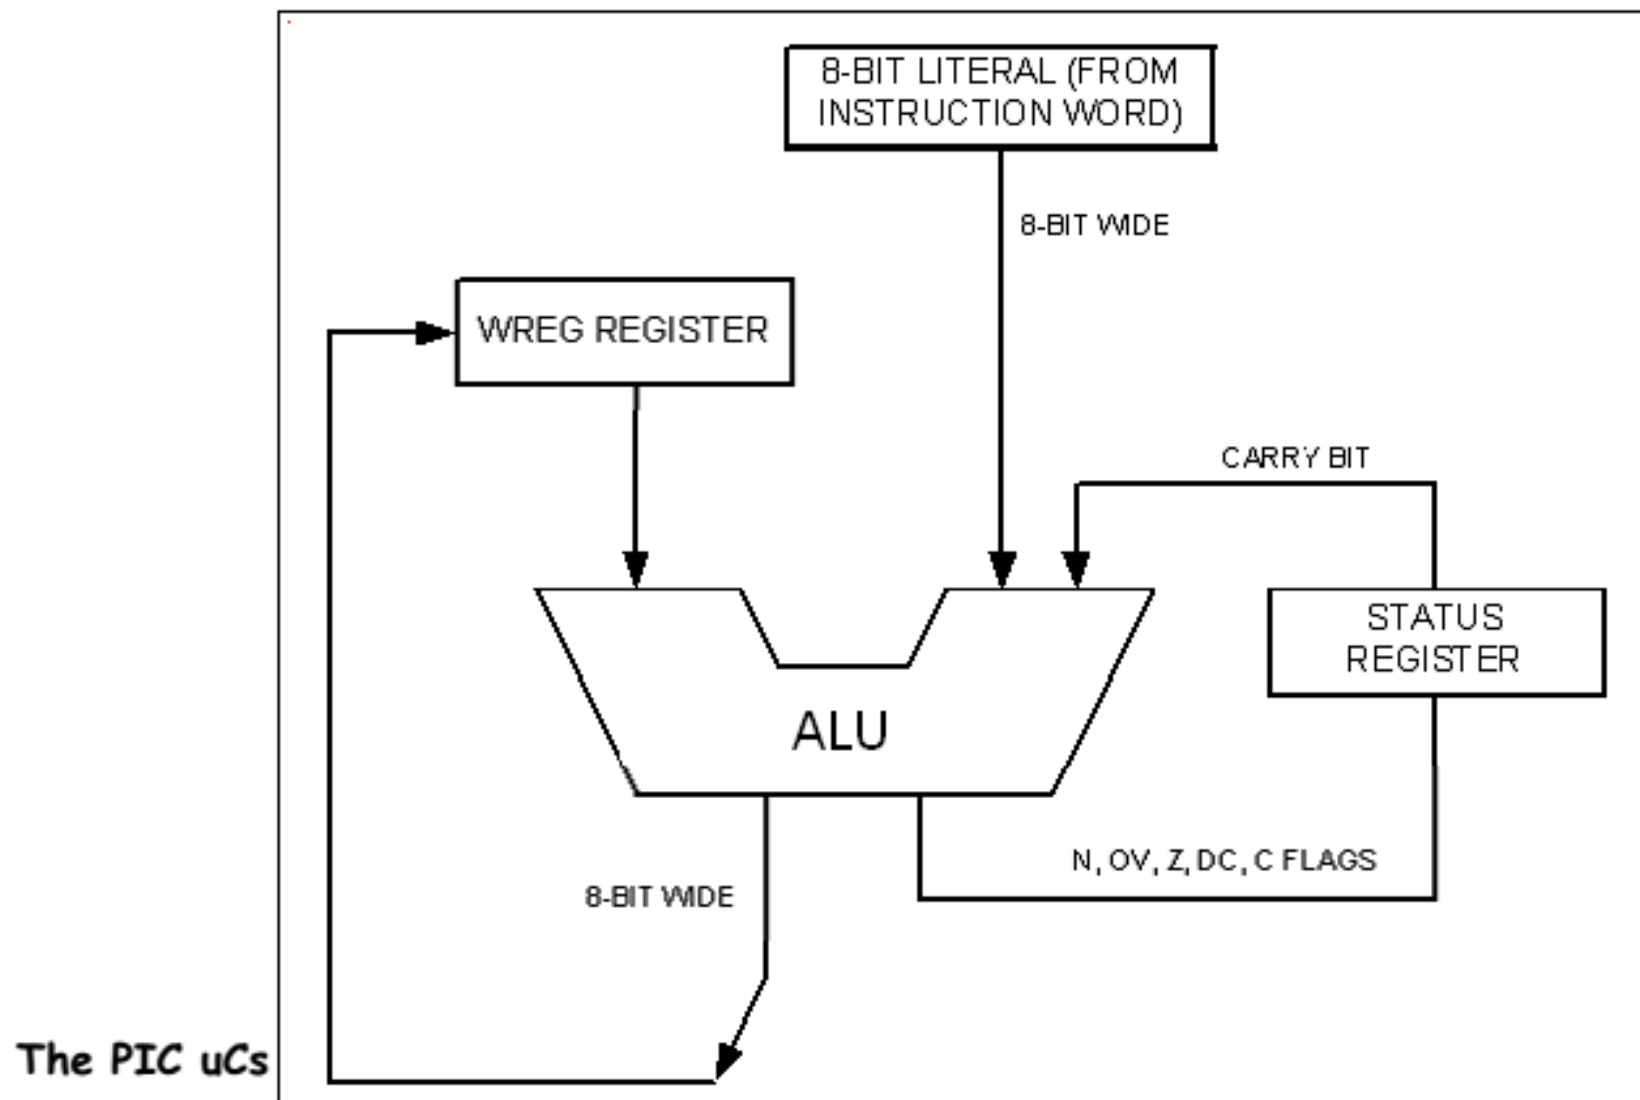 8-BIT LITERAL (FROM
INSTRUCTION WORD)
8-BIT WIDE
WREG REGISTER
CARRY BIT
STATUS
REGISTER
ALU
N, OV, Z, DC, C FLAGS
8-BIT WIDE
The PIC uCs